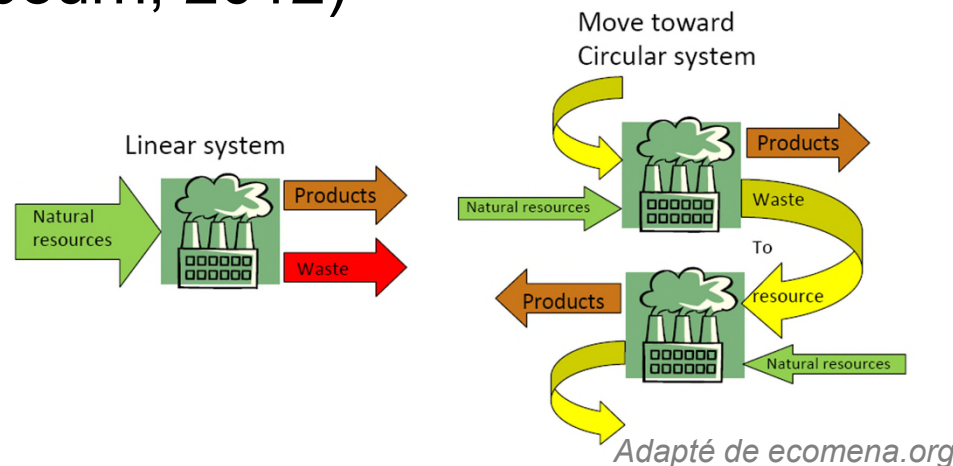 2012)
Move toward
Circular system
Linear system
Natural
resources
Products
Waste
Natural resources
Products
Waste
To
resource
Products
Natural resources
Adapté de ecomena.org